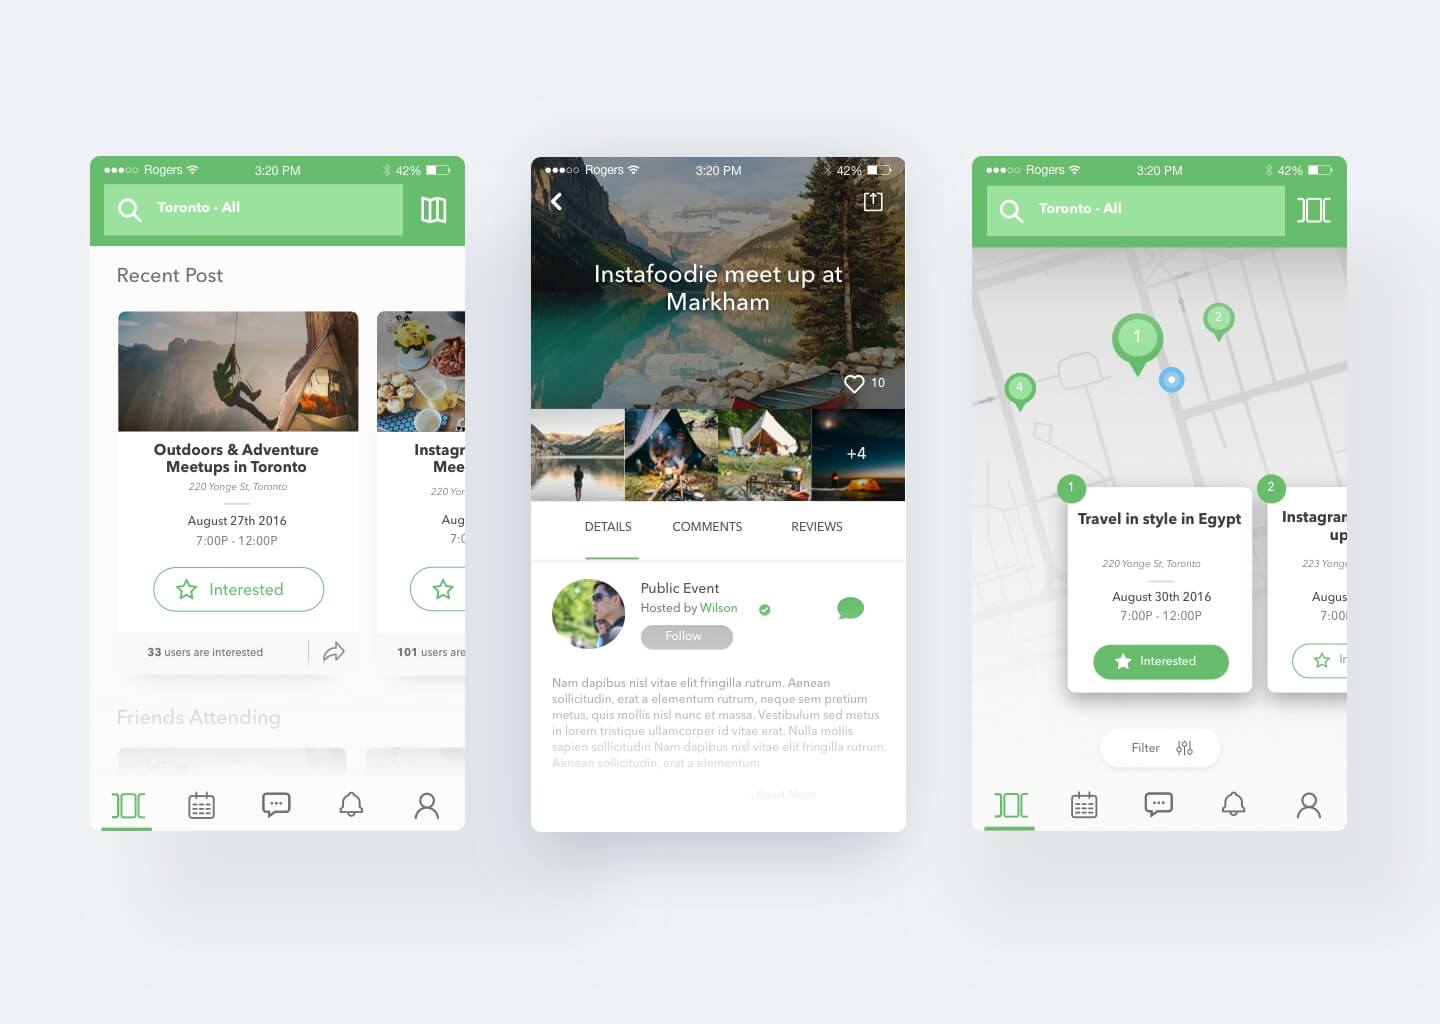 Rogers
3:20 PM
42%
Toronto - All
Recent Post
Outdoors & Adventure
Meetups in Toronto
220 Yonge St, Toronto
August 27th 2016
7:00P - 12:00P
Interested
33 users are interested
Instagr
Mee
220 Yor
Aug
7:0
101 users are
Friends Attending
Rogers
3:20 PM
42%
Instafoodie meet up at
Markham
10
+4
DETAILS
COMMENTS
REVIEWS
Public Event
Hosted by Wilson
Follow
Nam dapibus nisl vitae elit fringilla rutrum. Aenean
sollicitudin, erat a elementum rutrum, neque sem pretium
metus, quis mollis nisl nunc et massa. Vestibulum sed metus
in lorem tristique ullamcorper id vitae erat. Nulla mollis
sapien sollicitudin Nam dapibus nisl vitae elit fringilla rutrum.
Aenean sollicitudin, erat a elementum
...Read More
Rogers
3:20 PM
42%
Toronto - All
2
1
4
1
Travel in style in Egypt
220 Yonge St, Toronto
August 30th 2016
7:00P - 12:00P
Interested
2
Instagran
up
223 Yonge
Augus
7:00
In
Filter